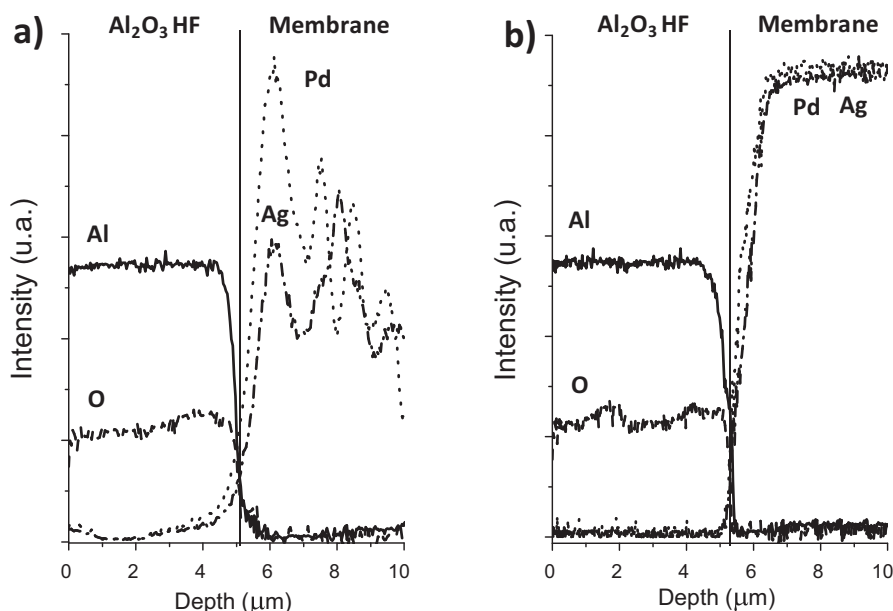 a)
Al₂O₃ HF
Membrane
Pd
Ag
Al
O
Intensity (u.a.)
0 2 4 6 8 10
Depth (μm)
b)
Al₂O₃ HF
Membrane
Pd Ag
Al
O
Intensity (u.a.)
0 2 4 6 8 10
Depth (μm)